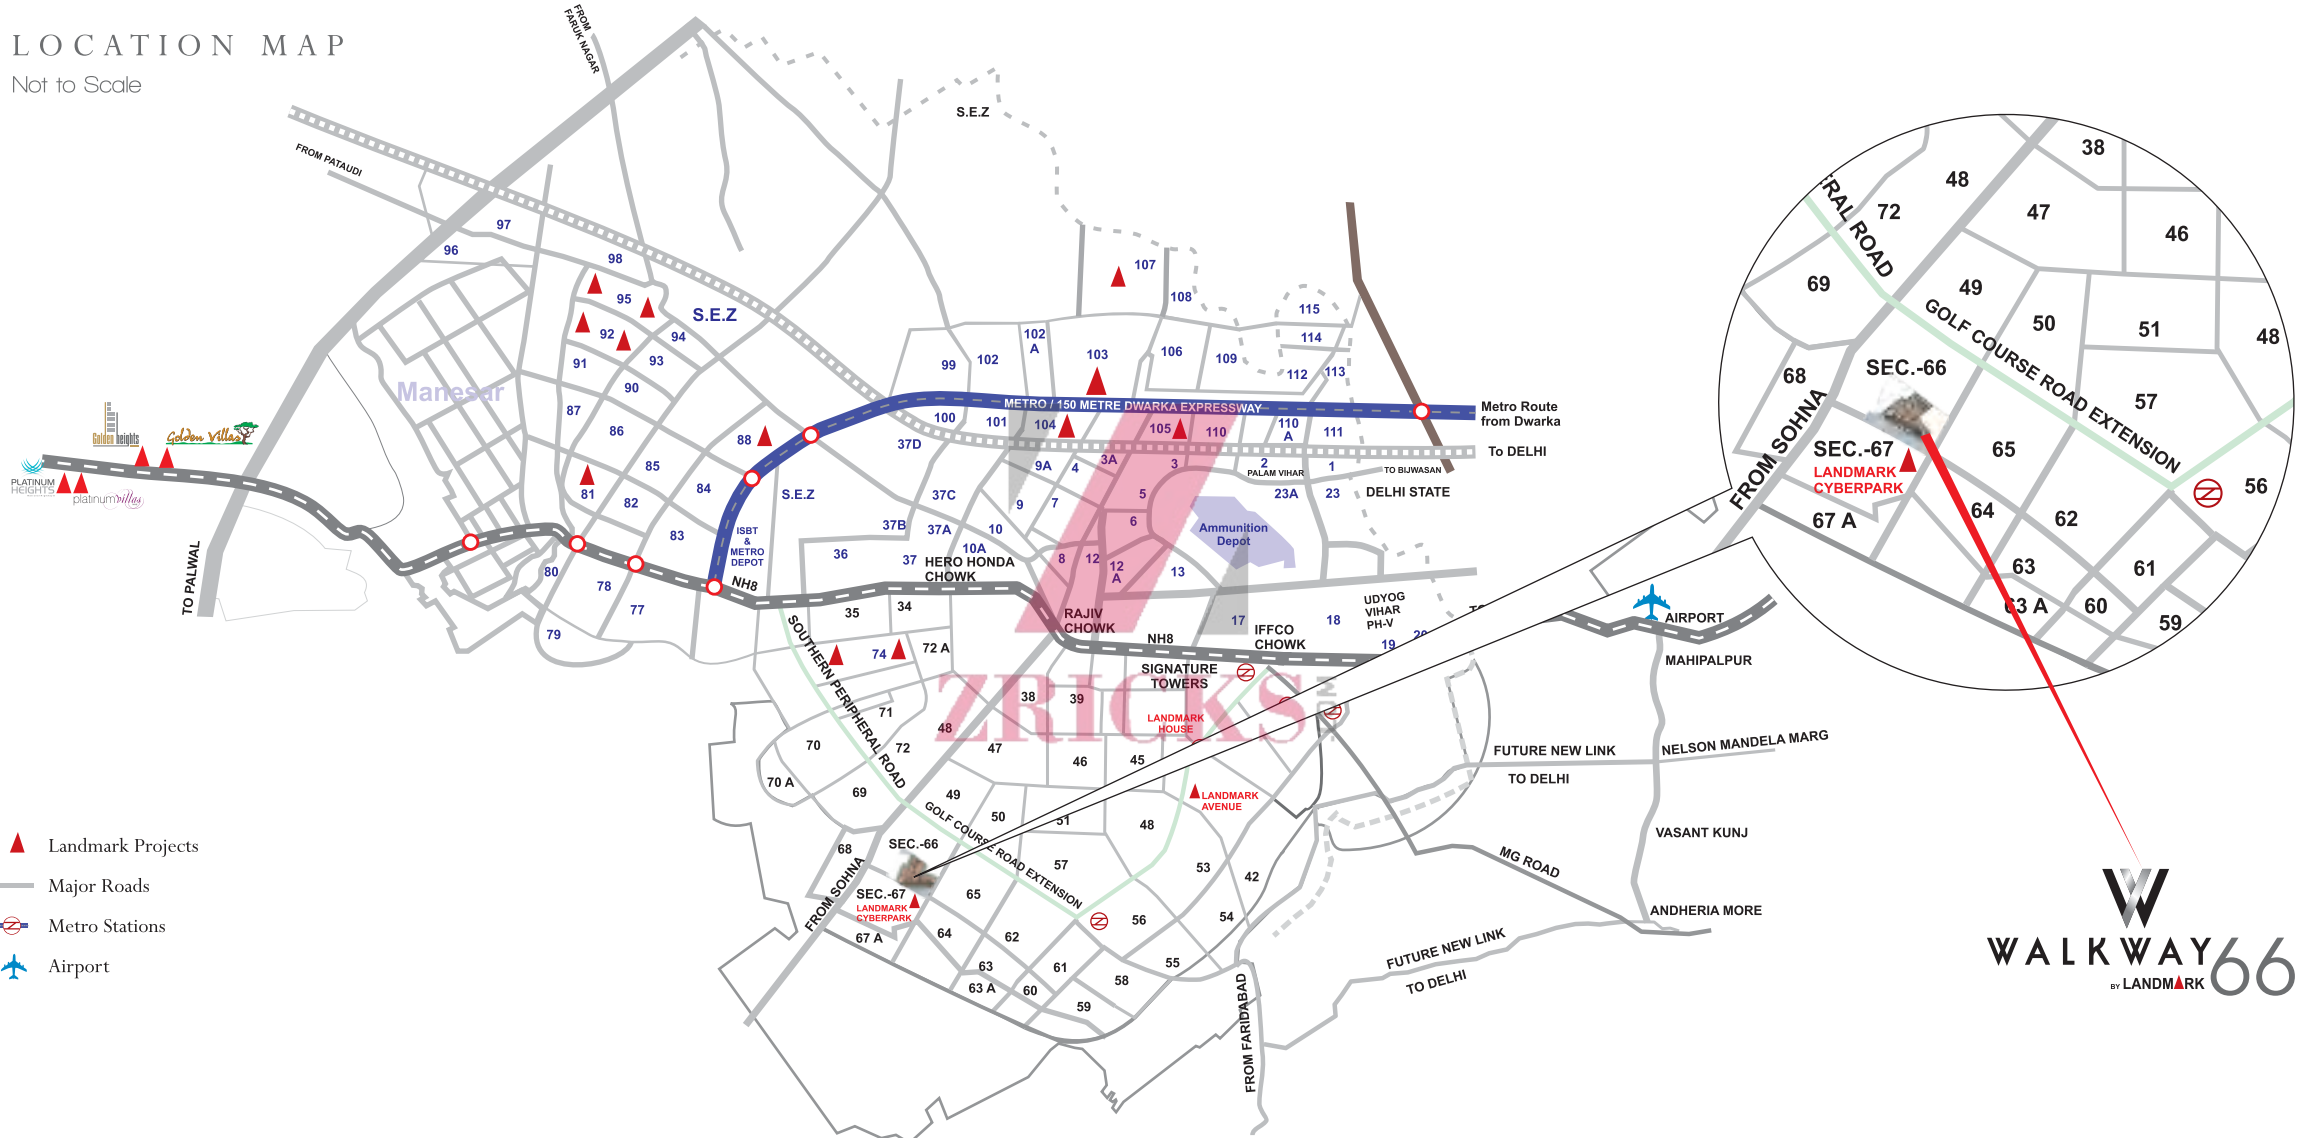 LOCATION MAP
Not to Scale
FROM
FARUK NAGAR
FROM PATAUDI
S.E.Z
97
96
98
95
92
94
93
91
90
S.E.Z
Manesar
87
86
88
85
81
82
84
83
S.E.Z
ISBT
&
METRO
DEPOT
80
78
77
79
NH8
TO PALWAL
Golden heights
Golden Villas
PLATINUM
HEIGHTS
platinumvillas
107
108
115
114
102
A
102
99
103
106
109
112
113
METRO / 150 METRE DWARKA EXPRESSWAY
Metro Route
from Dwarka
100
101
104
105
110
110
A
111
37D
To DELHI
9A
4
3A
3
2
PALAM VIHAR
1
TO BIJWASAN
DELHI STATE
37C
9
7
5
23A
23
37B
37A
10
6
Ammunition
Depot
36
37
10A
HERO HONDA
CHOWK
8
12
12
A
13
35
34
RAJIV
CHOWK
17
18
UDYOG
VIHAR
PH-V
19
20
NH8
IFFCO
CHOWK
SIGNATURE
TOWERS
SOUTHERN PERIPHERAL ROAD
74
72 A
38
39
ZRICKS
.COM
LANDMARK
HOUSE
71
48
70
72
47
46
45
70 A
69
49
LANDMARK
AVENUE
50
51
48
GOLF COURSE ROAD EXTENSION
SEC.-66
68
57
53
42
FROM SOHNA
SEC.-67
LANDMARK
CYBERPARK
65
56
54
67 A
64
62
63
61
55
63 A
60
58
59
FROM FARIDABAD
AIRPORT
MAHIPALPUR
FUTURE NEW LINK
NELSON MANDELA MARG
TO DELHI
VASANT KUNJ
MG ROAD
ANDHERIA MORE
FUTURE NEW LINK
TO DELHI
38
48
72
47
46
RAL ROAD
69
49
50
51
48
GOLF COURSE ROAD EXTENSION
SEC.-66
68
57
FROM SOHNA
SEC.-67
LANDMARK
CYBERPARK
65
56
67 A
64
62
63
61
63 A
60
59
Landmark Projects
Major Roads
Metro Stations
Airport
WALKWAY66
BY LANDMARK